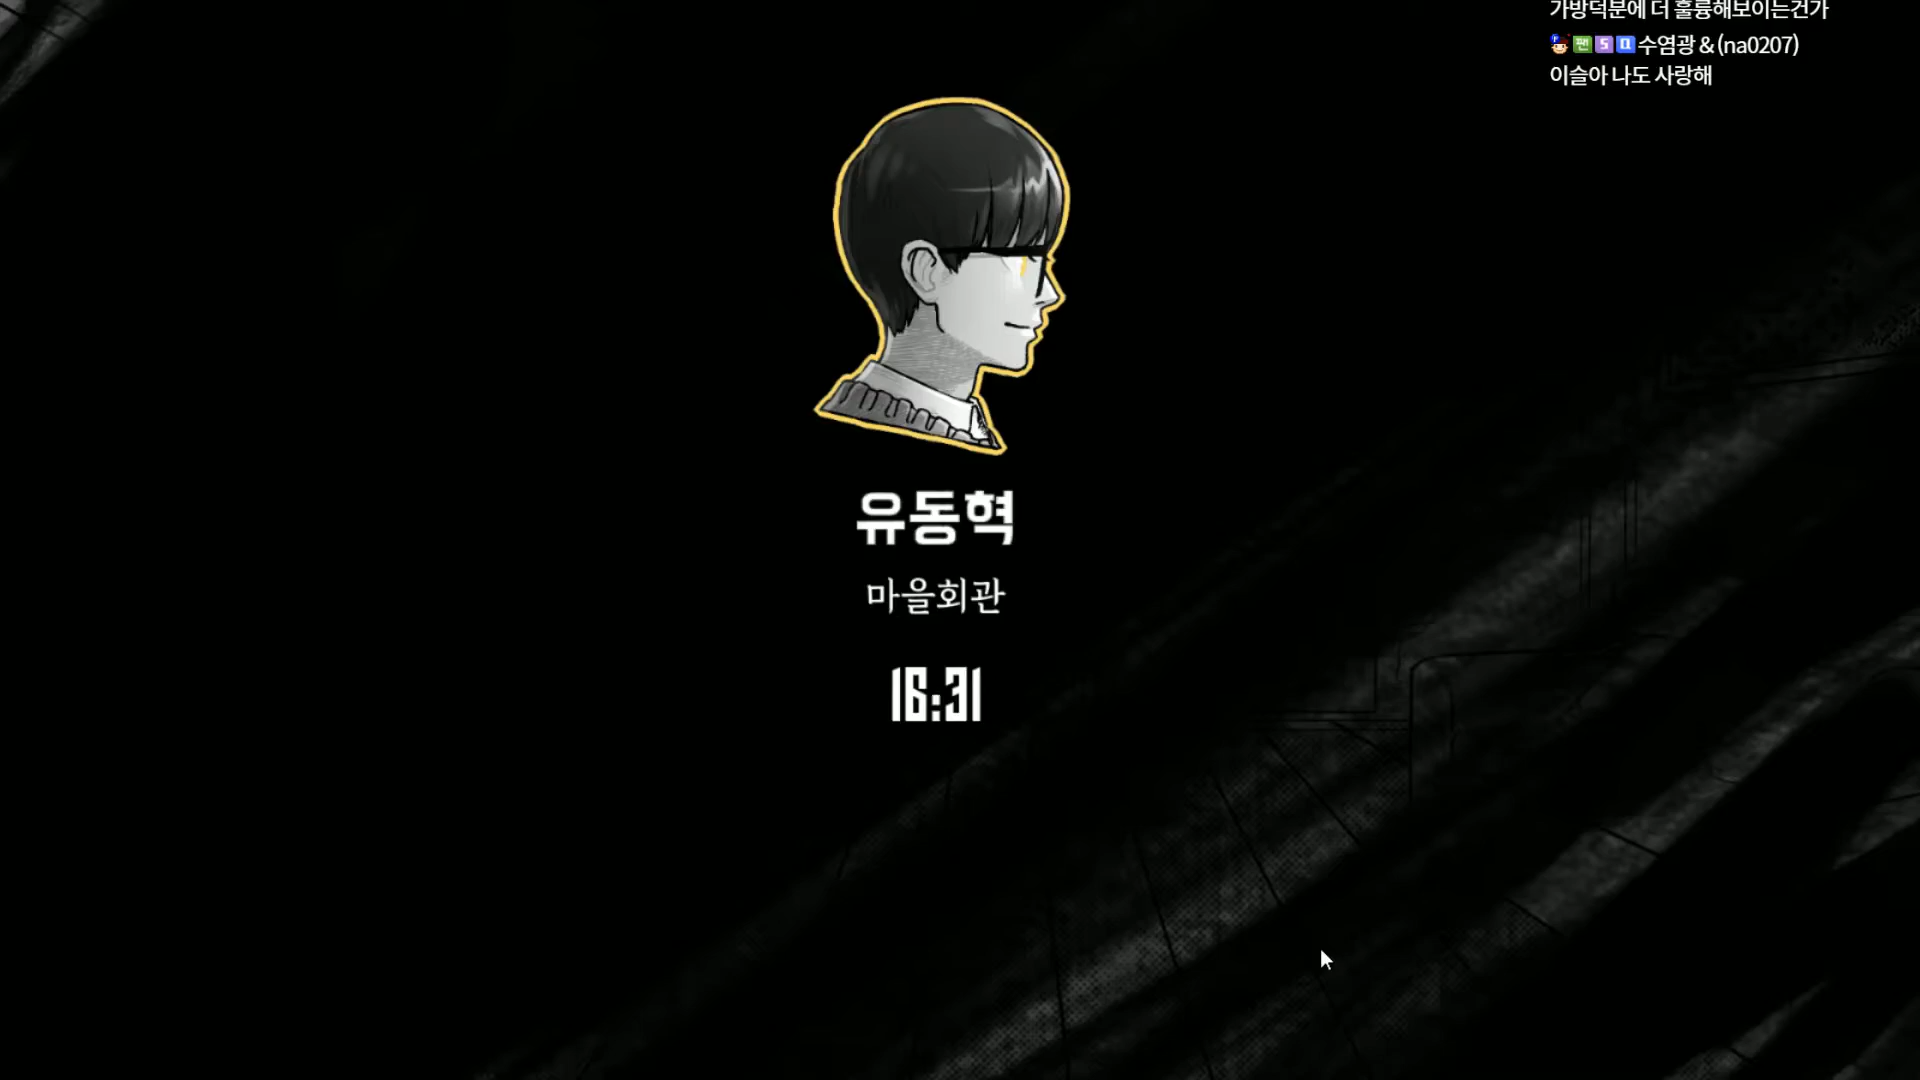 가방덕분에 더 훌륭해보이는건가
팬 S 수염광 & (na0207)
이슬아 나도 사랑해
유동혁
마을회관
16:31